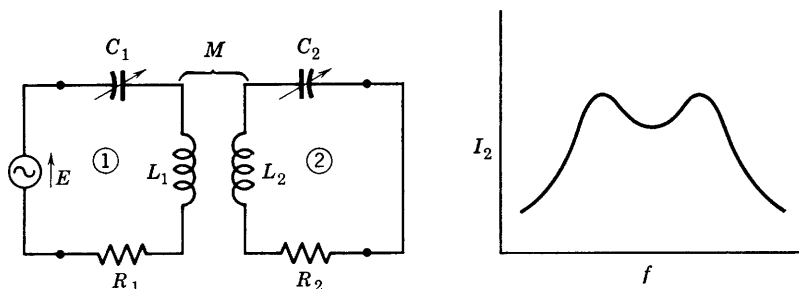 C₁ M C₂
① ②
E L₁ L₂
R₁ R₂
I₂
f